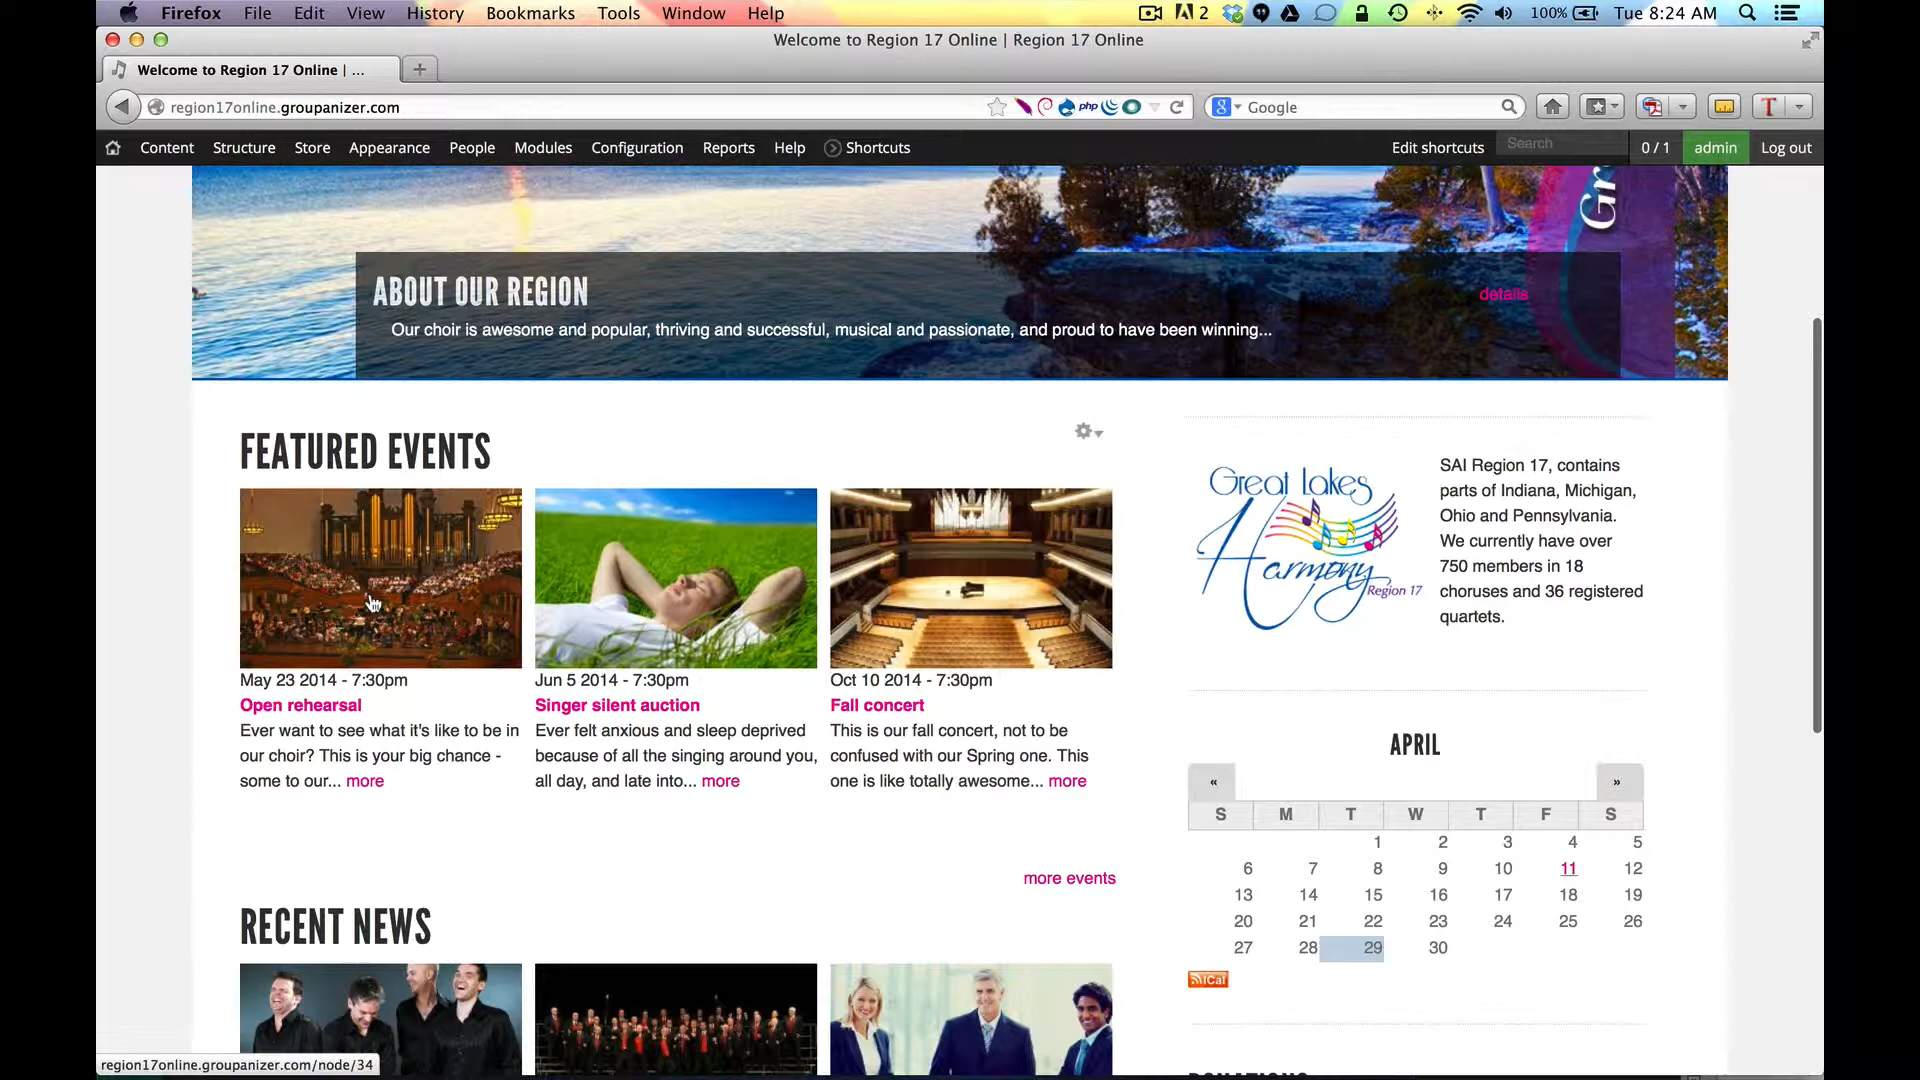 Firefox File Edit View History Bookmarks Tools Window Help 2 100% Tue 8:24 AM
Welcome to Region 17 Online | Region 17 Online
Welcome to Region 17 Online | ...
region17online.groupanizer.com php Google
Content Structure Store Appearance People Modules Configuration Reports Help Shortcuts Edit shortcuts Search 0 / 1 admin Log out
Gr
ABOUT OUR REGION
details
Our choir is awesome and popular, thriving and successful, musical and passionate, and proud to have been winning...
FEATURED EVENTS
May 23 2014 - 7:30pm
Open rehearsal
Ever want to see what it's like to be in
our choir? This is your big chance -
some to our... more
Jun 5 2014 - 7:30pm
Singer silent auction
Ever felt anxious and sleep deprived
because of all the singing around you,
all day, and late into... more
Oct 10 2014 - 7:30pm
Fall concert
This is our fall concert, not to be
confused with our Spring one. This
one is like totally awesome... more
more events
RECENT NEWS
Great Lakes
Harmony
Region 17
SAI Region 17, contains
parts of Indiana, Michigan,
Ohio and Pennsylvania.
We currently have over
750 members in 18
choruses and 36 registered
quartets.
APRIL
« »
S M T W T F S
1 2 3 4 5
6 7 8 9 10 11 12
13 14 15 16 17 18 19
20 21 22 23 24 25 26
27 28 29 30
iCal
region17online.groupanizer.com/node/34